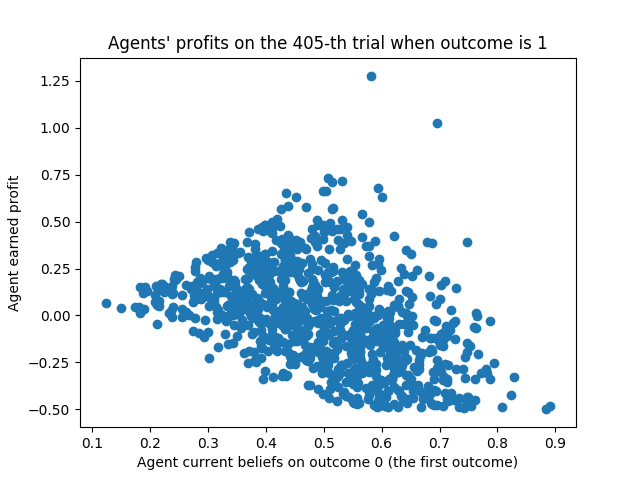 Agents' profits on the 405-th trial when outcome is 1
Agent earned profit
1.25
1.00
0.75
0.50
0.25
0.00
−0.25
−0.50
0.1 0.2 0.3 0.4 0.5 0.6 0.7 0.8 0.9
Agent current beliefs on outcome 0 (the first outcome)